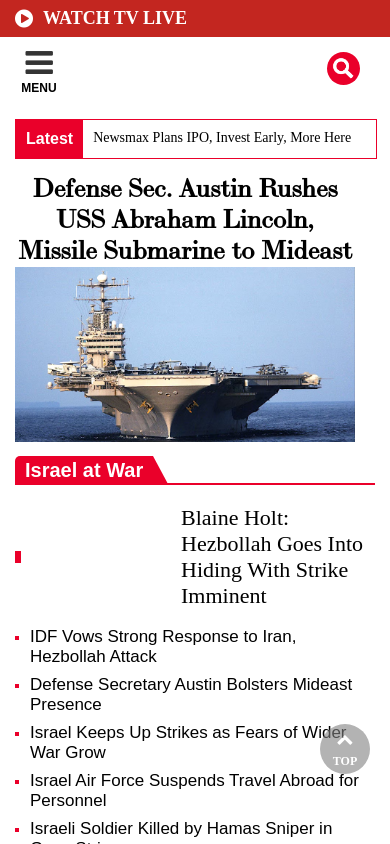 WATCH TV LIVE
MENU
Latest
Newsmax Plans IPO, Invest Early, More Here
Defense Sec. Austin Rushes
USS Abraham Lincoln,
Missile Submarine to Mideast
Israel at War
Blaine Holt:
Hezbollah Goes Into
Hiding With Strike
Imminent
IDF Vows Strong Response to Iran,
Hezbollah Attack
Defense Secretary Austin Bolsters Mideast
Presence
Israel Keeps Up Strikes as Fears of Wider
War Grow
TOP
Israel Air Force Suspends Travel Abroad for
Personnel
Israeli Soldier Killed by Hamas Sniper in